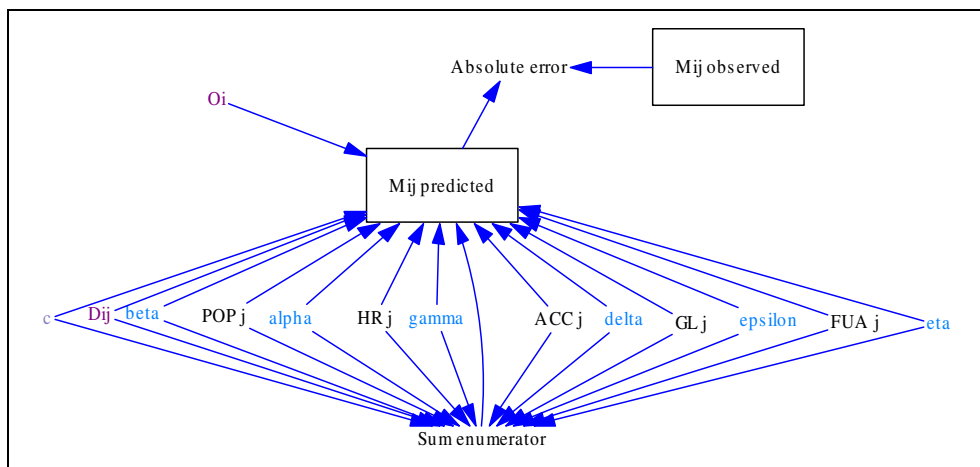 Absolute error
Mij observed
Oi
Mij predicted
c
Dij
beta
POP j
alpha
HR j
gamma
ACC j
delta
GL j
epsilon
FUA j
eta
Sum enumerator